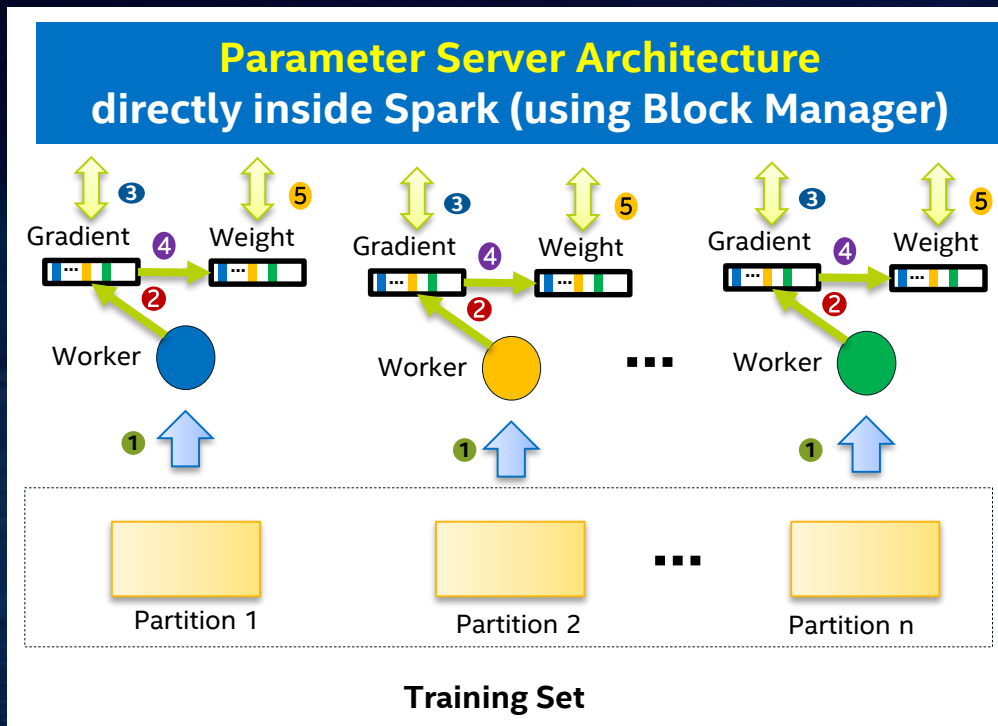 Parameter Server Architecture
directly inside Spark (using Block Manager)
3 5 3 5 3 5
Gradient 4 Weight Gradient 4 Weight Gradient 4 Weight
... ... ... ... ... ...
2 2 2
Worker Worker ... Worker
1 1 1
...
Partition 1 Partition 2 Partition n
Training Set